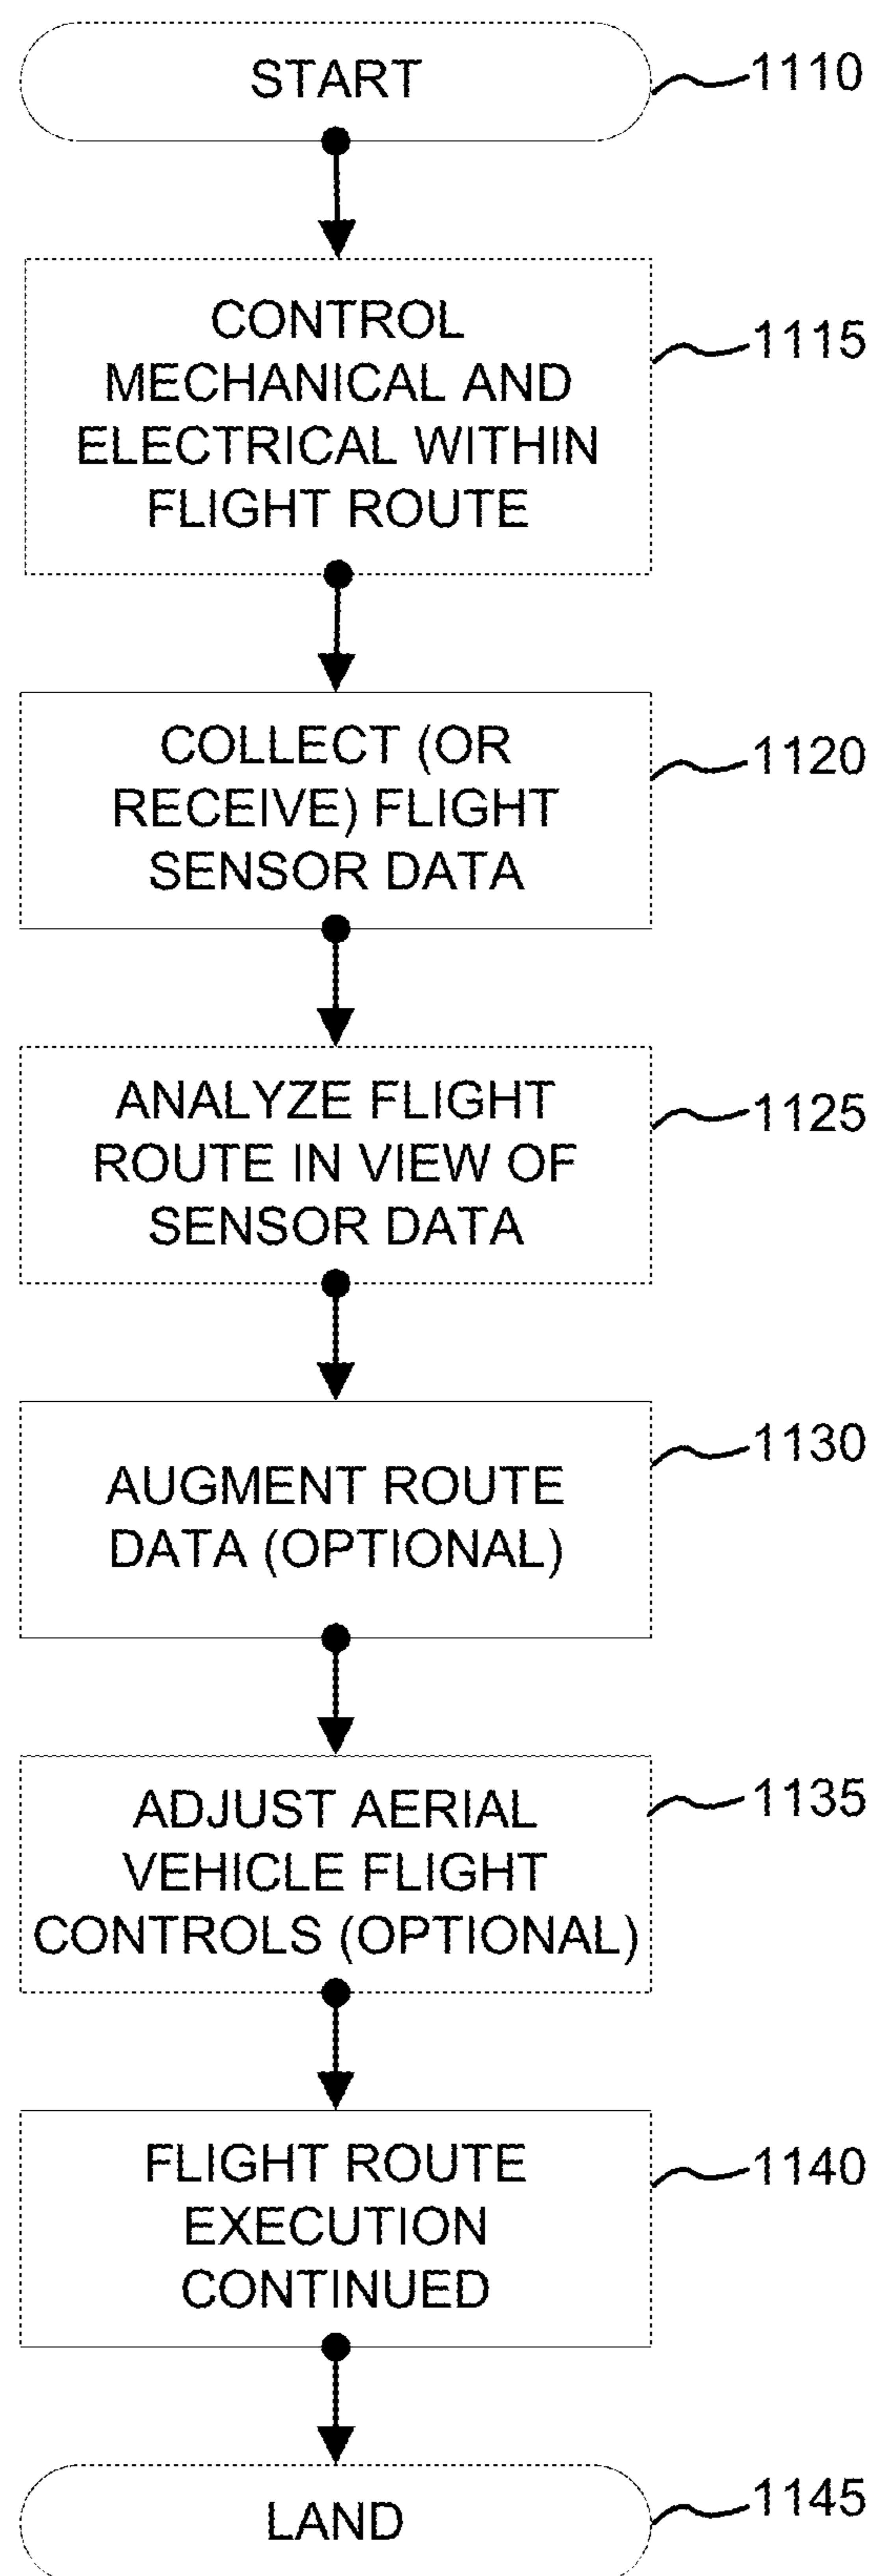 START
1110
CONTROL
MECHANICAL AND
ELECTRICAL WITHIN
FLIGHT ROUTE
1115
COLLECT (OR
RECEIVE) FLIGHT
SENSOR DATA
1120
ANALYZE FLIGHT
ROUTE IN VIEW OF
SENSOR DATA
1125
AUGMENT ROUTE
DATA (OPTIONAL)
1130
ADJUST AERIAL
VEHICLE FLIGHT
CONTROLS (OPTIONAL)
1135
FLIGHT ROUTE
EXECUTION
CONTINUED
1140
LAND
1145